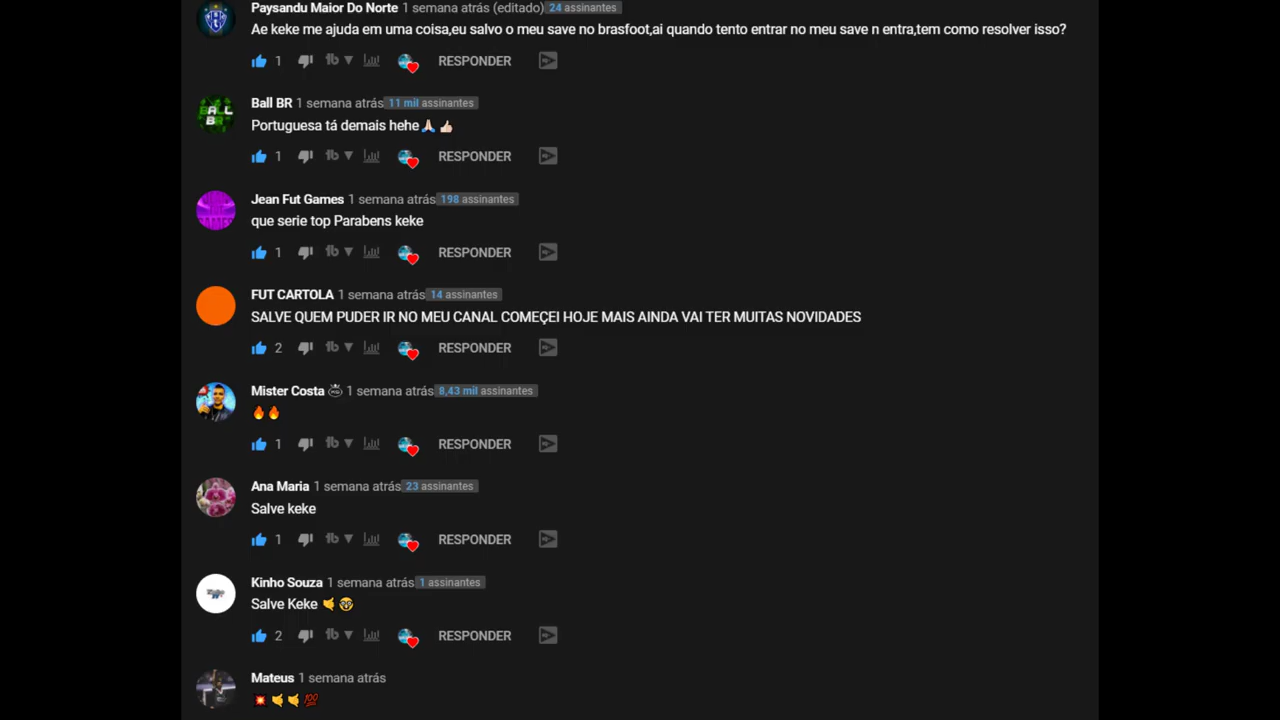 Paysandu Maior Do Norte 1 semana atrás (editado) 24 assinantes
Ae keke me ajuda em uma coisa,eu salvo o meu save no brasfoot,ai quando tento entrar no meu save n entra,tem como resolver isso?
1 RESPONDER
Ball BR 1 semana atrás 11 mil assinantes
Portuguesa tá demais hehe🙏🏻👍🏻
1 RESPONDER
Jean Fut Games 1 semana atrás 198 assinantes
que serie top Parabens keke
1 RESPONDER
FUT CARTOLA 1 semana atrás 14 assinantes
SALVE QUEM PUDER IR NO MEU CANAL COMEÇEI HOJE MAIS AINDA VAI TER MUITAS NOVIDADES
2 RESPONDER
Mister Costa 1 semana atrás 8,43 mil assinantes
🔥🔥
1 RESPONDER
Ana Maria 1 semana atrás 23 assinantes
Salve keke
1 RESPONDER
Kinho Souza 1 semana atrás 1 assinantes
Salve Keke 🤙🤓
2 RESPONDER
Mateus 1 semana atrás
💥🤙🤙💯